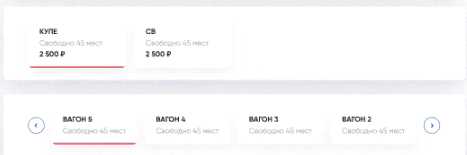 КУПЕ
Свободно 45 мест
2 500 ₽
СВ
Свободно 45 мест
2 500 ₽
ВАГОН 5
Свободно 45 мест
ВАГОН 4
Свободно 45 мест
ВАГОН 3
Свободно 45 мест
ВАГОН 2
Свободно 45 мест